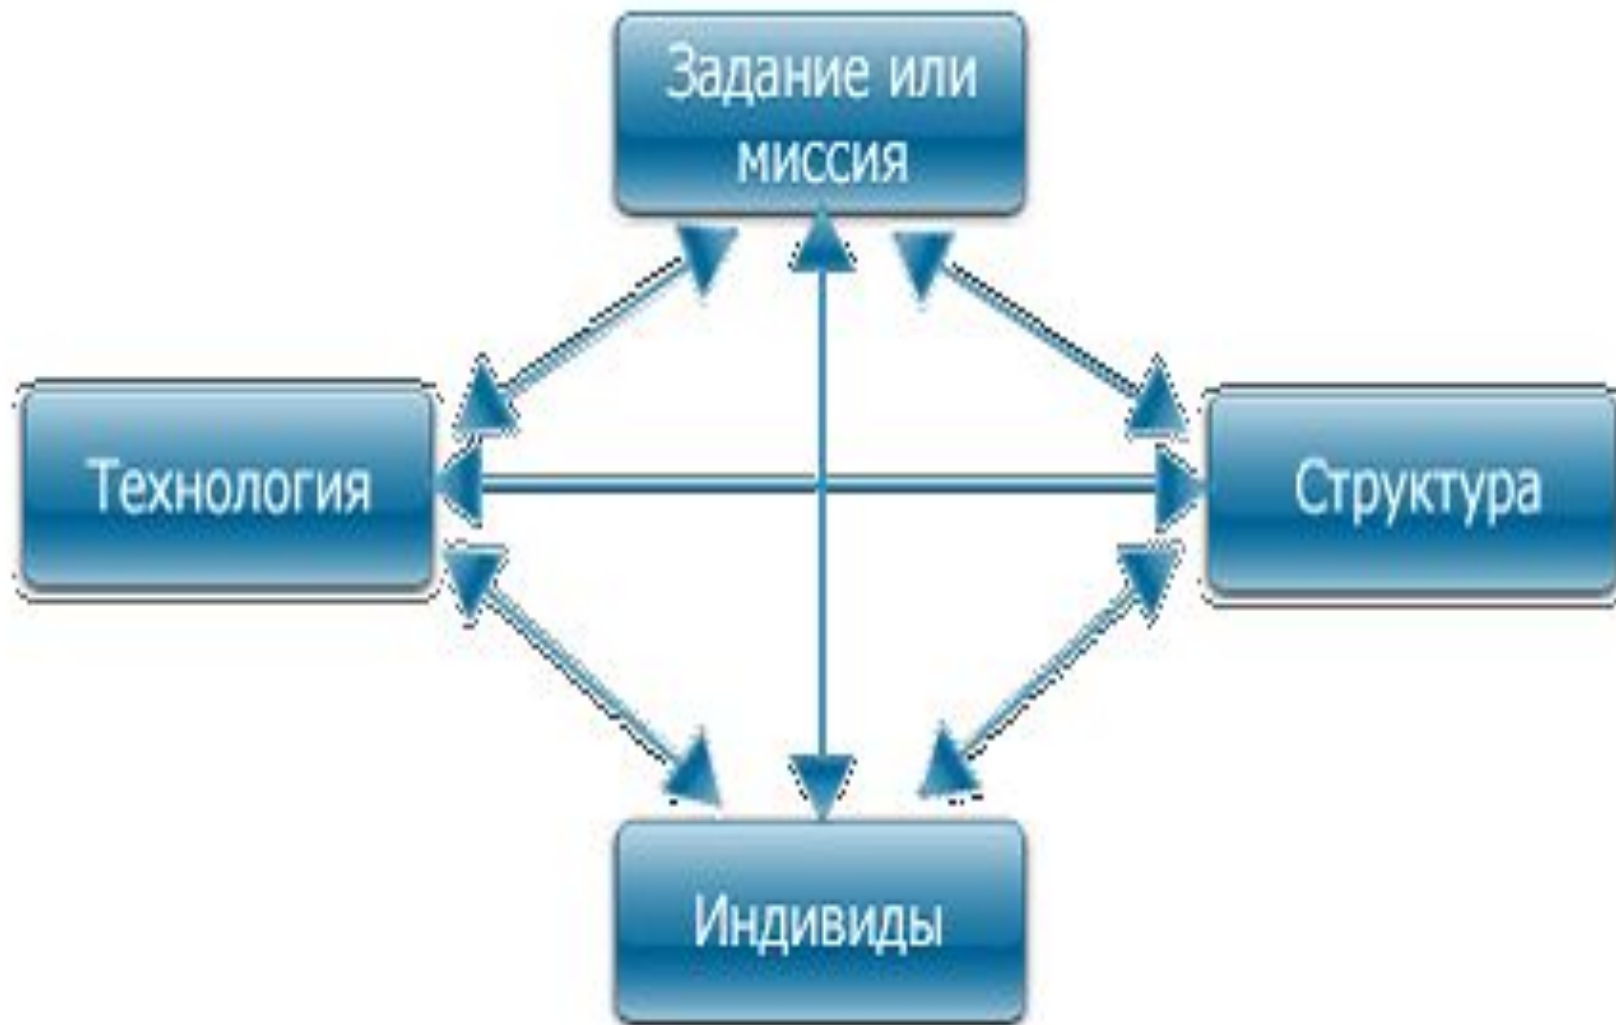 Задание или
миссия
Технология
Структура
Индивиды